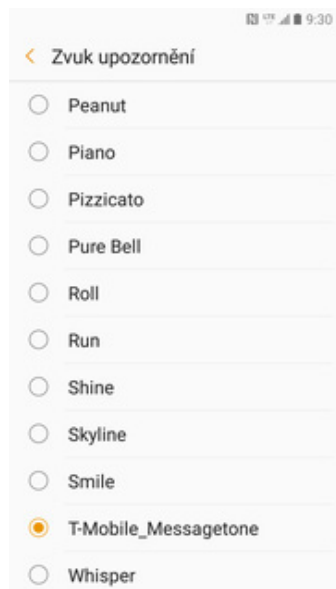 9:30
Zvuk upozornění
Peanut
Piano
Pizzicato
Pure Bell
Roll
Run
Shine
Skyline
Smile
T-Mobile_Messagetone
Whisper